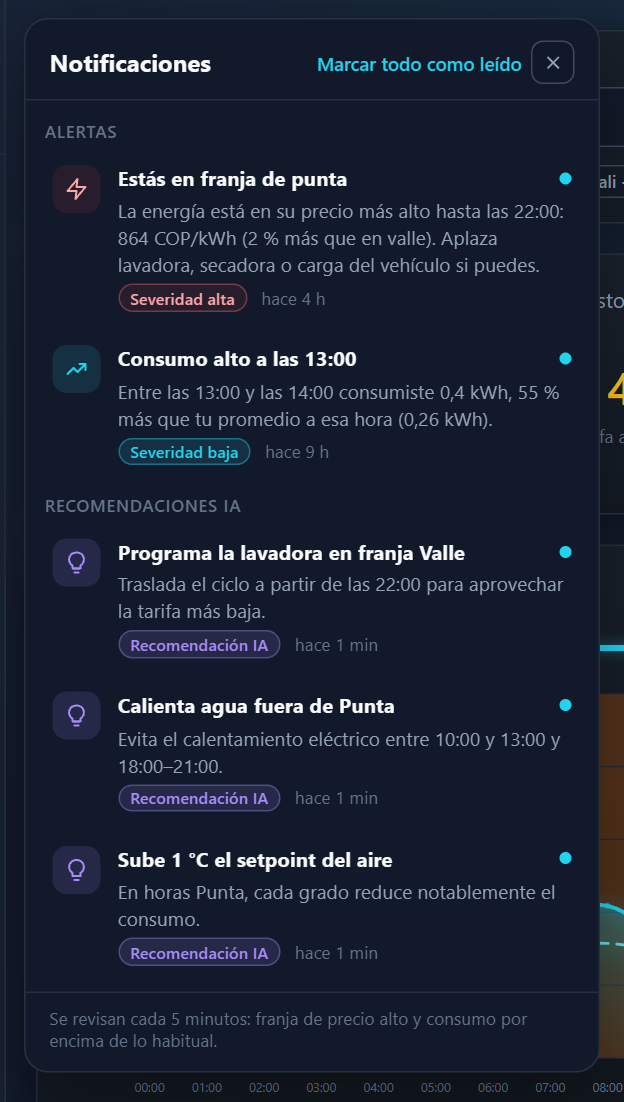 Notificaciones
Marcar todo como leído
ALERTAS
Estás en franja de punta
La energía está en su precio más alto hasta las 22:00:
864 COP/kWh (2 % más que en valle). Aplaza
lavadora, secadora o carga del vehículo si puedes.
Severidad alta
hace 4 h
Consumo alto a las 13:00
Entre las 13:00 y las 14:00 consumiste 0,4 kWh, 55 %
más que tu promedio a esa hora (0,26 kWh).
Severidad baja
hace 9 h
RECOMENDACIONES IA
Programa la lavadora en franja Valle
Traslada el ciclo a partir de las 22:00 para aprovechar
la tarifa más baja.
Recomendación IA
hace 1 min
Calienta agua fuera de Punta
Evita el calentamiento eléctrico entre 10:00 y 13:00 y
18:00–21:00.
Recomendación IA
hace 1 min
Sube 1 °C el setpoint del aire
En horas Punta, cada grado reduce notablemente el
consumo.
Recomendación IA
hace 1 min
Se revisan cada 5 minutos: franja de precio alto y consumo por
encima de lo habitual.
00:00 01:00 02:00 03:00 04:00 05:00 06:00 07:00 08:00